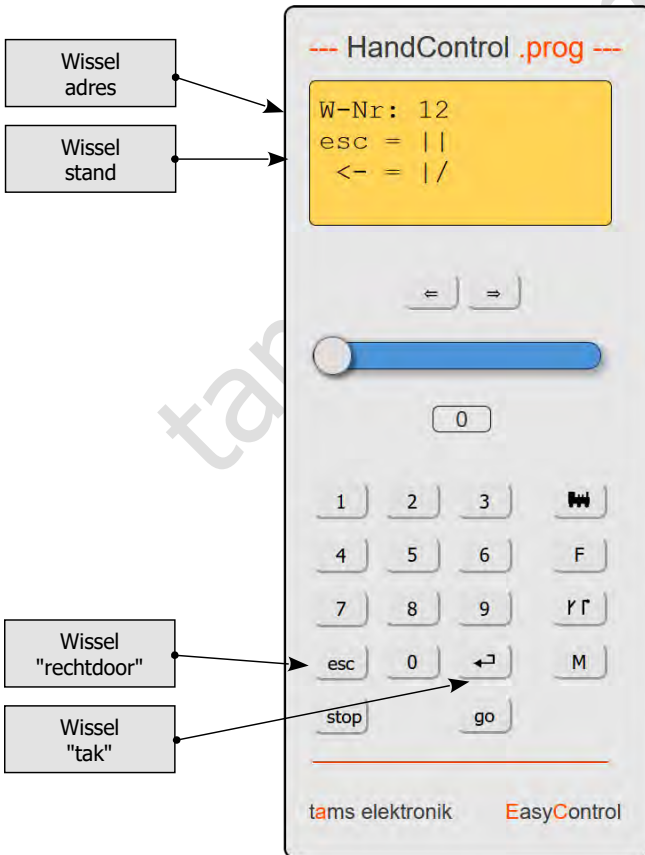 --- HandControl .prog ---
Wissel
adres
Wissel
stand
W-Nr: 12
esc = ||
<- = |/
⇐ ⇒
0
1 2 3
4 5 6 F
7 8 9
Wissel
"rechtdoor"
esc 0 M
Wissel
"tak"
stop go
tams elektronik EasyControl